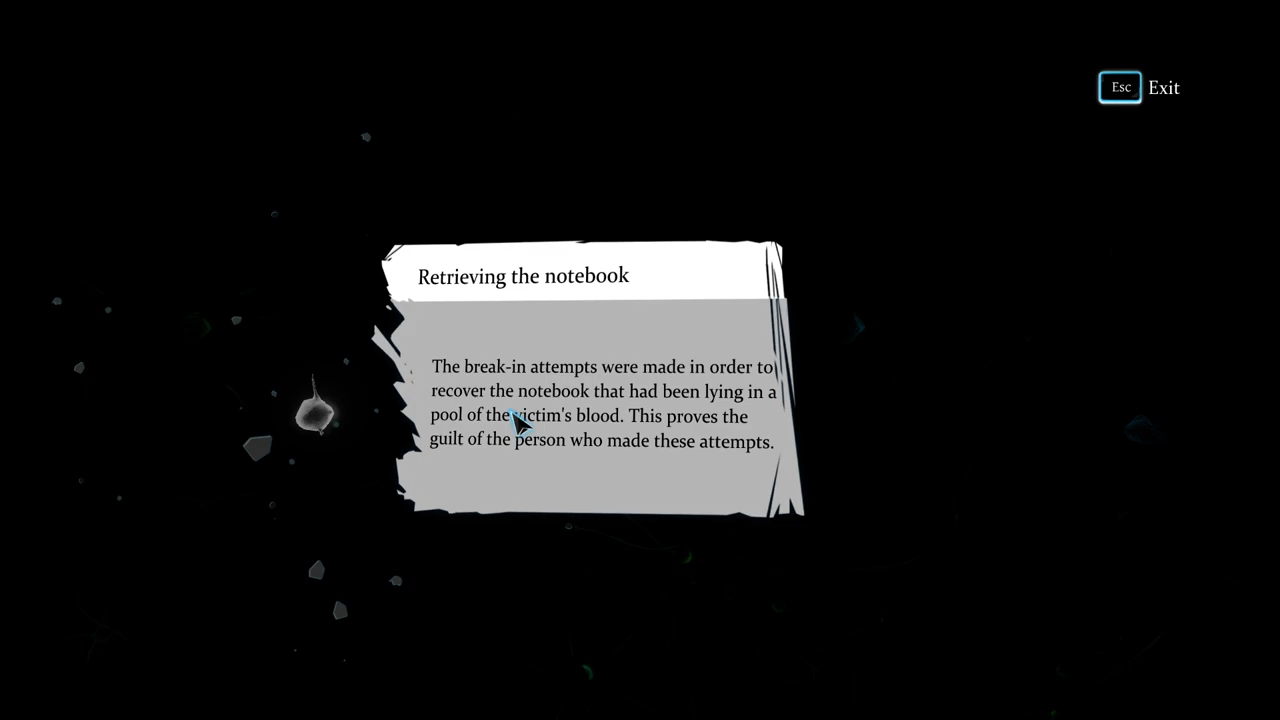 Esc Exit
Retrieving the notebook
The break-in attempts were made in order to
recover the notebook that had been lying in a
pool of the victim's blood. This proves the
guilt of the person who made these attempts.